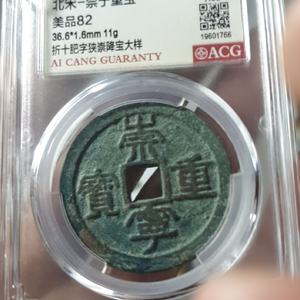 北宋-崇宁重宝
美品82
36.6*1.6mm 11g
折十肥字狭崇降宝大样
AI CANG GUARANTY
ACG
19601766
崇
寧
重
寶